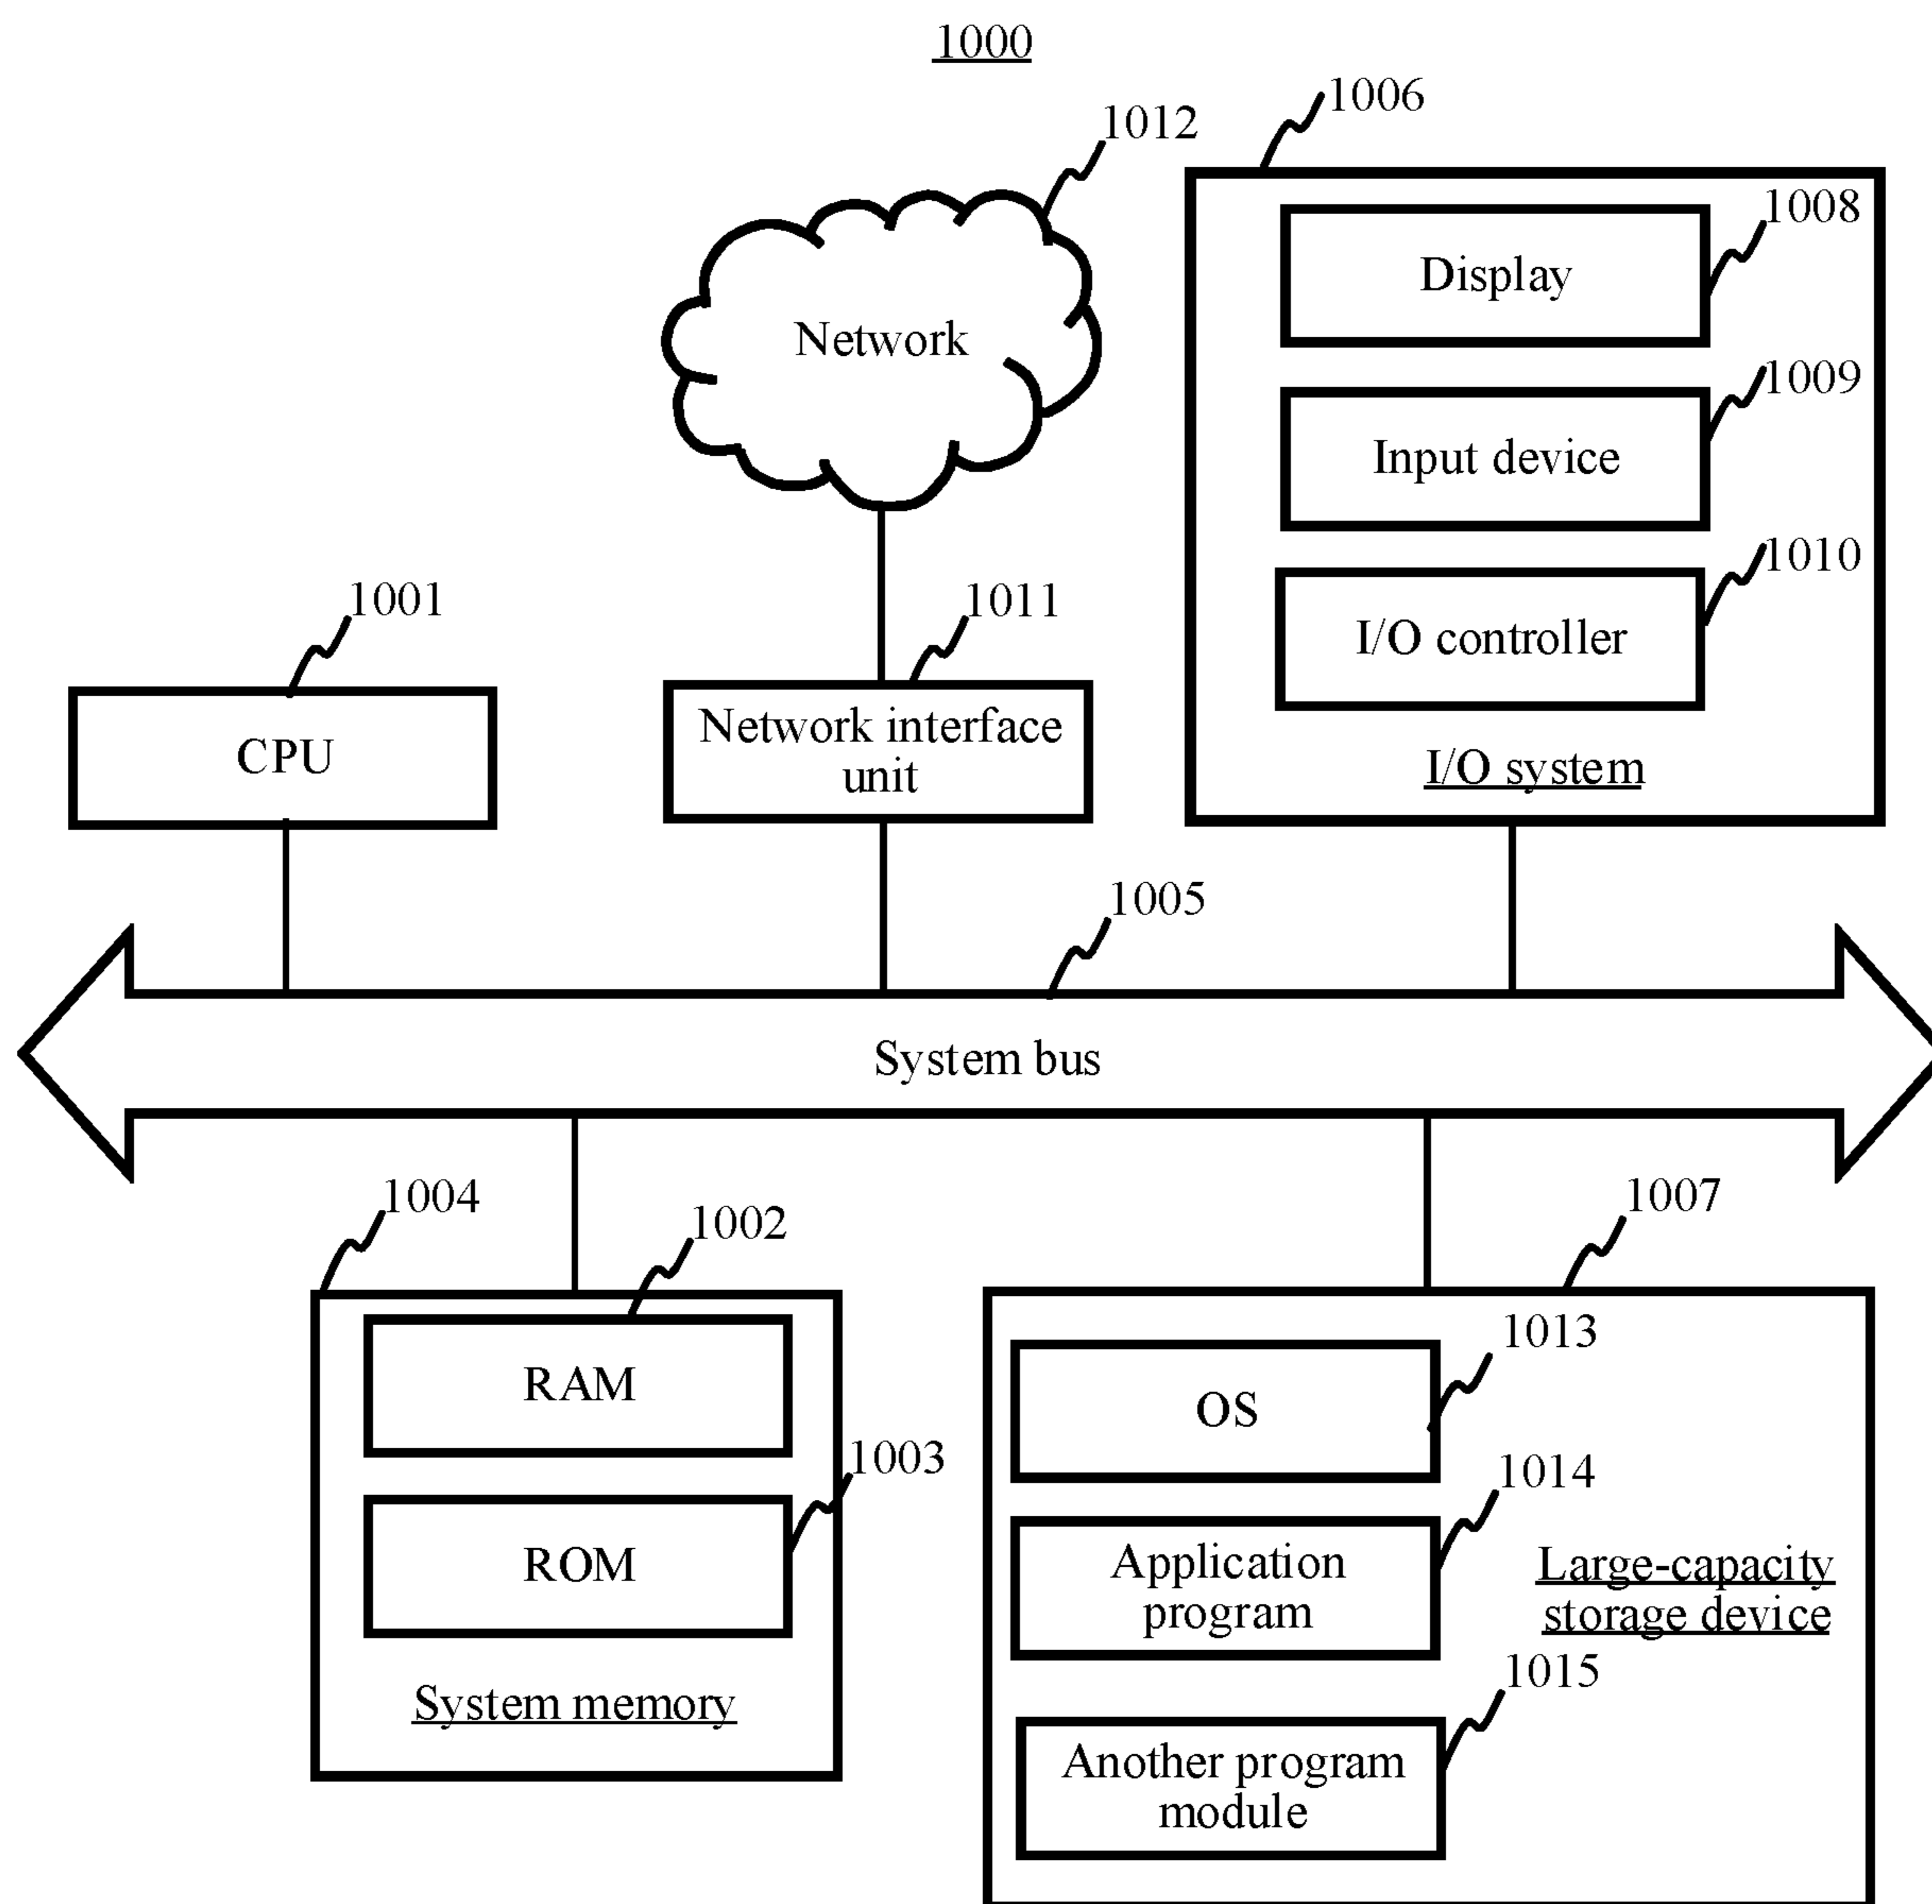 1000
1012
1006
Network
1008
Display
1009
Input device
1010
I/O controller
I/O system
1001
CPU
1011
Network interface
unit
1005
System bus
1004
1002
RAM
1003
ROM
System memory
1007
1013
OS
1014
Application
program
Large-capacity
storage device
1015
Another program
module